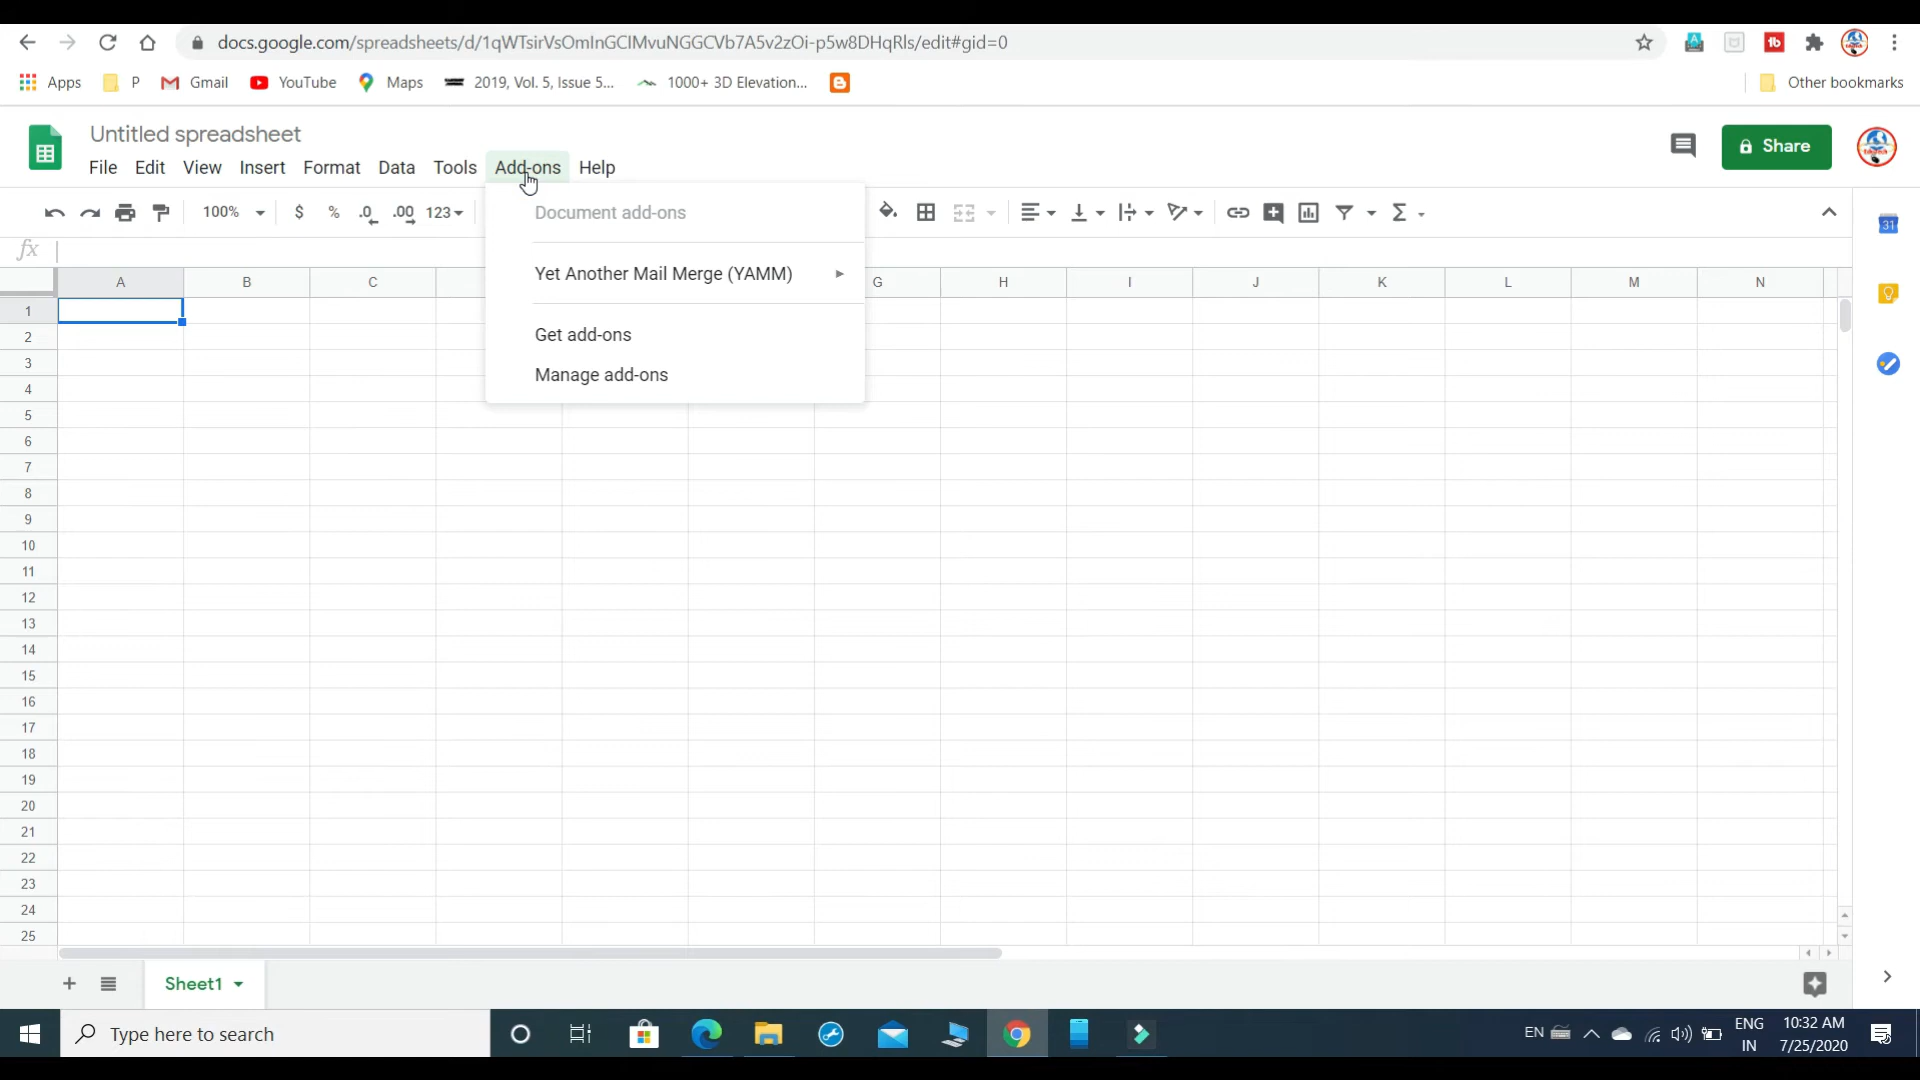 docs.google.com/spreadsheets/d/1qWTsirVsOmInGClMvuNGGCVb7A5v2zOi-p5w8DHqRls/edit#gid=0
Apps P Gmail YouTube Maps 2019, Vol. 5, Issue 5... 1000+ 3D Elevation... Other bookmarks
Untitled spreadsheet
File Edit View Insert Format Data Tools Add-ons Help
Share
100% $ % .0 .00 123
Document add-ons
Yet Another Mail Merge (YAMM)
Get add-ons
Manage add-ons
fx
A B C G H I J K L M N
1
2
3
4
5
6
7
8
9
10
11
12
13
14
15
16
17
18
19
20
21
22
23
24
25
31
Sheet1
Type here to search
EN
ENG
IN
10:32 AM
7/25/2020